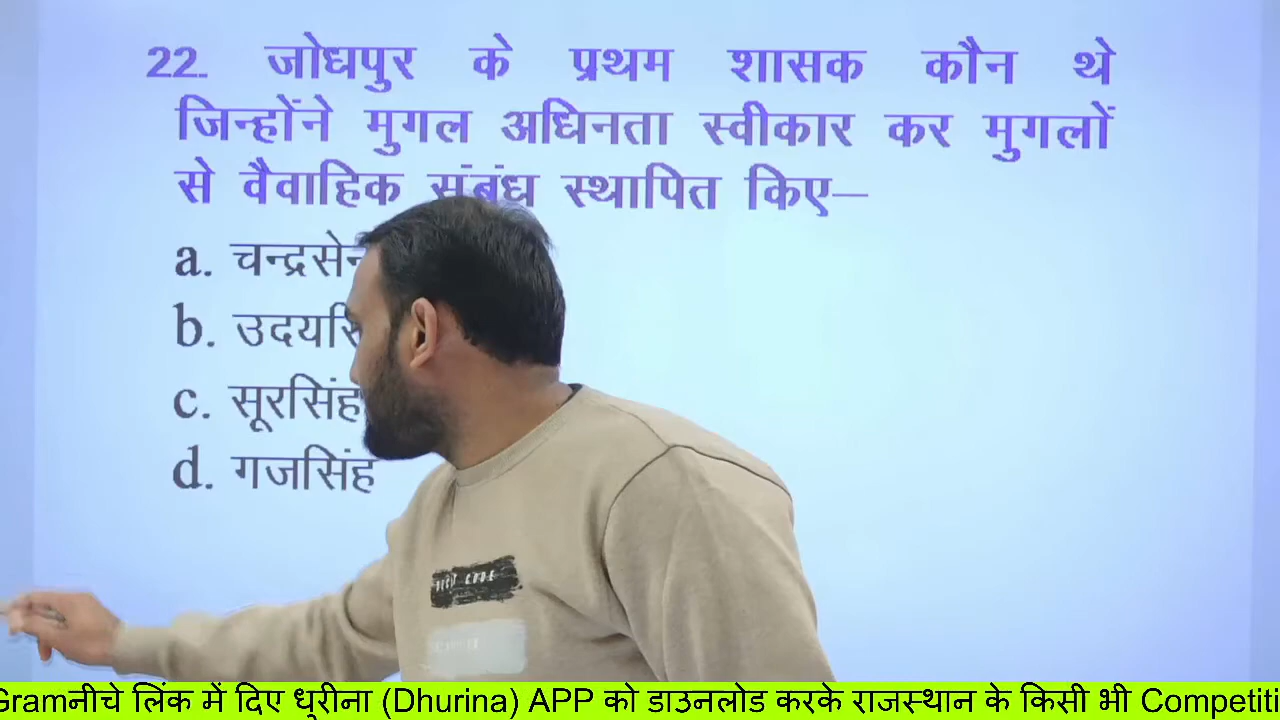 22. जोधपुर के प्रथम शासक कौन थे
जिन्होंने मुगल अधिनता स्वीकार कर मुगलों
से वैवाहिक संबंध स्थापित किए–
a. चन्द्रसेन
b.
c. सूरसिंह
d. गजसिंह
Gramनीचे लिंक में दिए धूरीना (Dhurina) APP को डाउनलोड करके राजस्थान के किसी भी Competiti